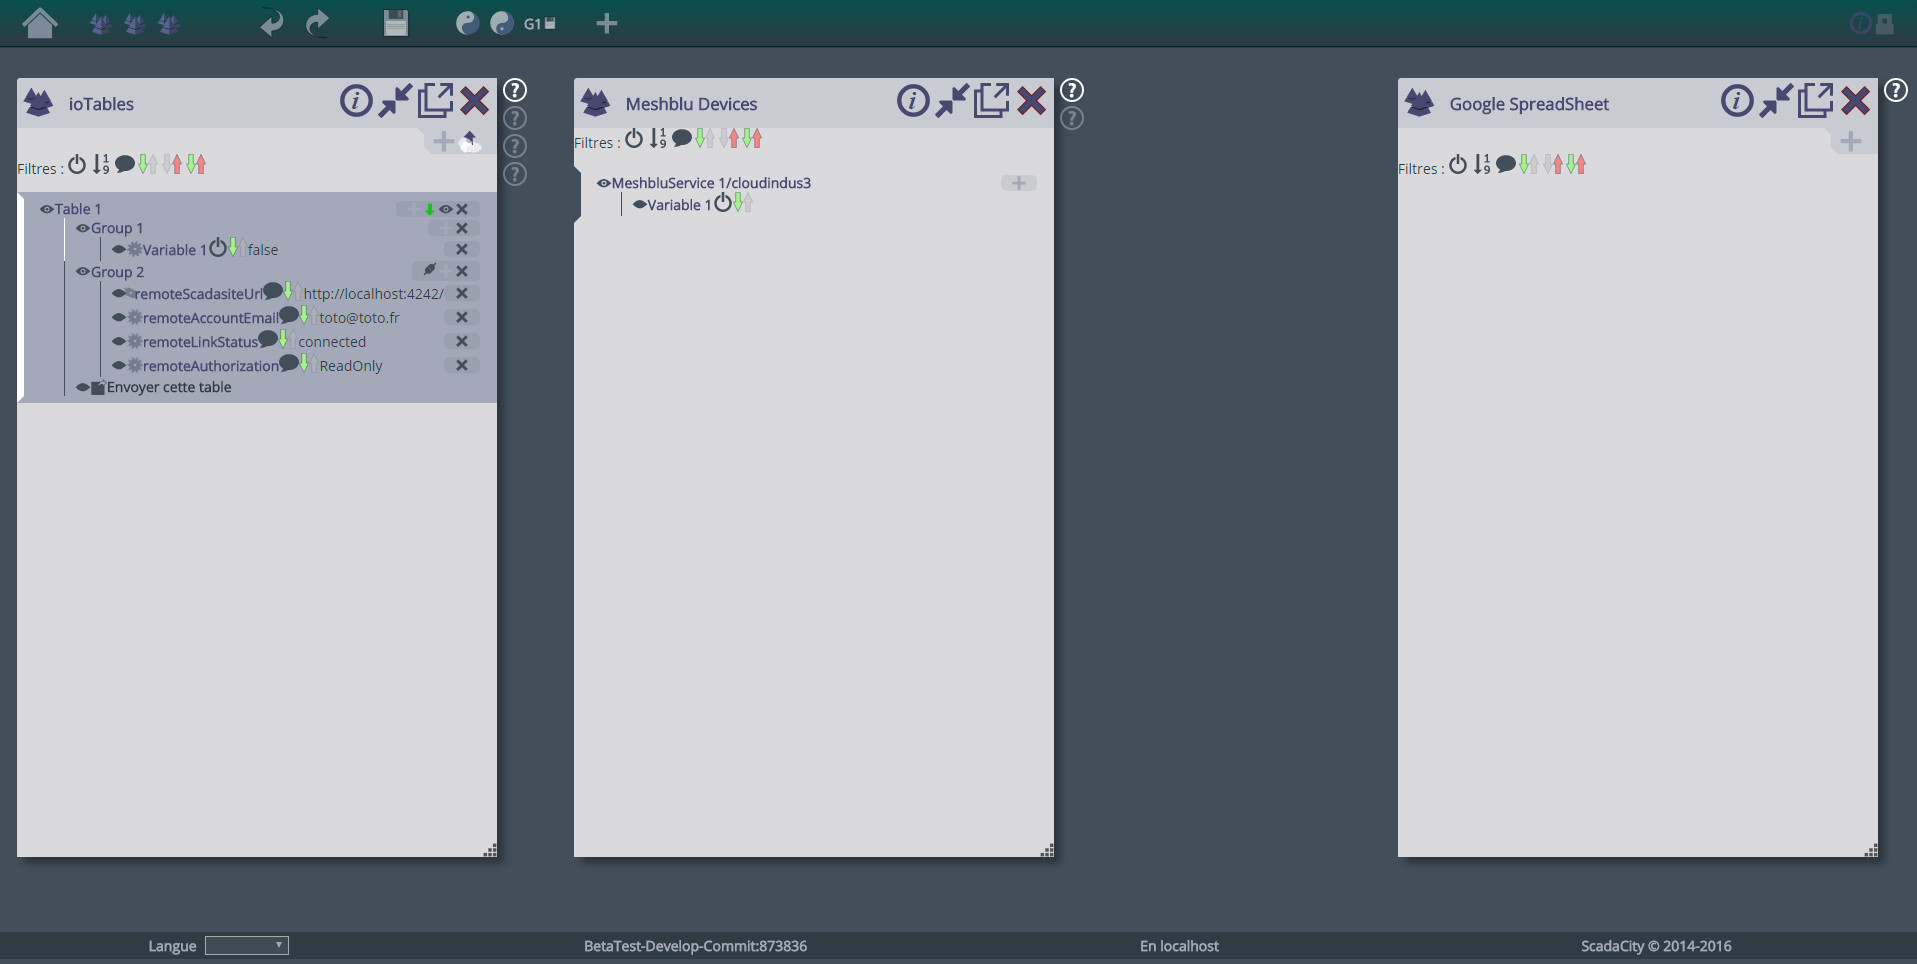 G1
ioTables
Filtres :
Table 1
Group 1
Variable 1 false
Group 2
remoteScadasiteUrl http://localhost:4242/
remoteAccountEmail toto@toto.fr
remoteLinkStatus connected
remoteAuthorization ReadOnly
Envoyer cette table
Meshblu Devices
Filtres :
MeshbluService 1/cloudindus3
Variable 1
Google SpreadSheet
Filtres :
Langue
BetaTest-Develop-Commit:873836
En localhost
ScadaCity © 2014-2016